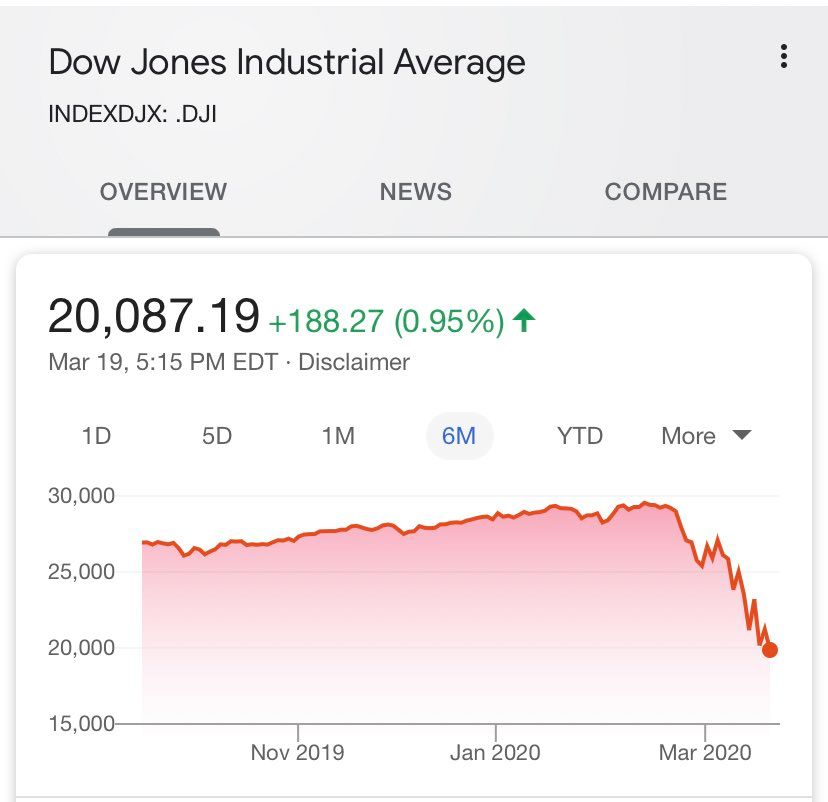 Dow Jones Industrial Average
INDEXDJX: .DJI
OVERVIEW NEWS COMPARE
20,087.19 +188.27 (0.95%) ↑
Mar 19, 5:15 PM EDT · Disclaimer
1D 5D 1M 6M YTD More
30,000
25,000
20,000
15,000
Nov 2019 Jan 2020 Mar 2020